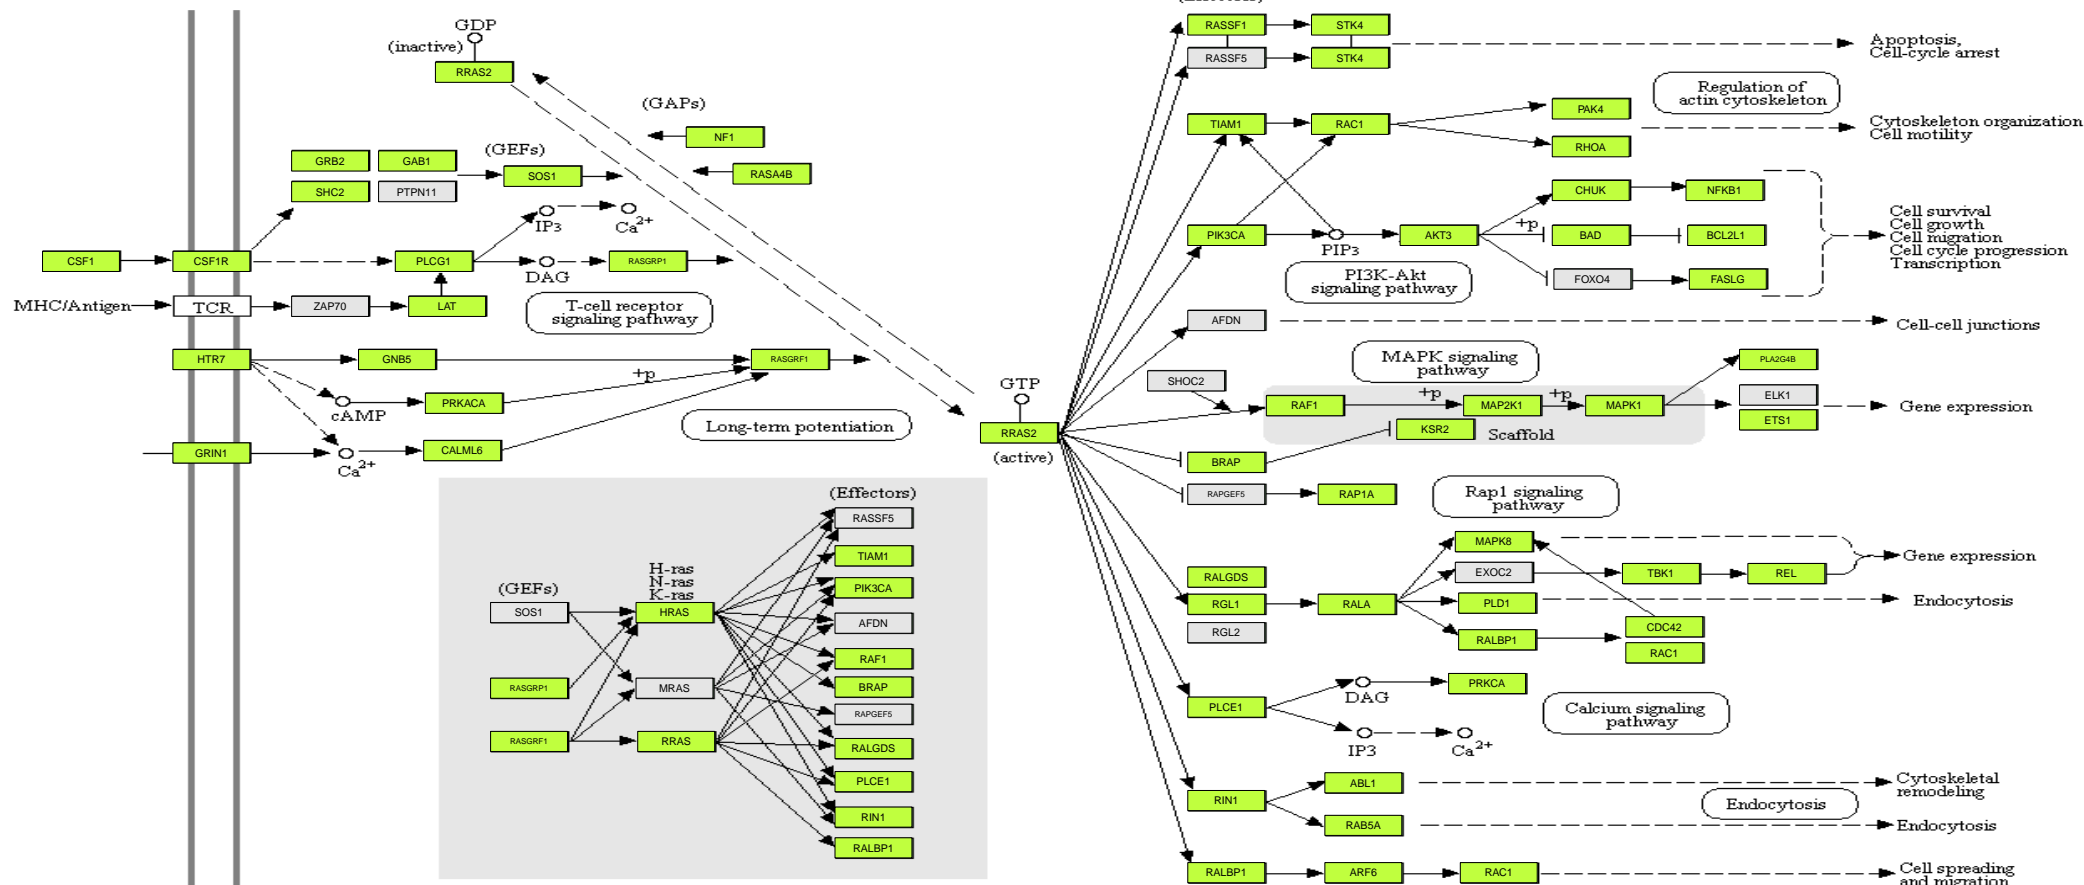 GDP
(inactive)
RRAS2
(GAPs)
NF1
RASA4B
(GEFs)
GRB2
GAB1
SHC2
PTPN11
SOS1
IP3
Ca2+
CSF1
CSF1R
PLCG1
DAG
RASGRP1
MHC/Antigen
TCR
ZAP70
LAT
T-cell receptor
signaling pathway
HTR7
GNB5
RASGRF1
+p
cAMP
PRKACA
Long-term potentiation
GRIN1
Ca2+
CALML6
GTP
RRAS2
(active)
(Effectors)
RASSF5
TIAM1
H-ras
N-ras
K-ras
(GEFs)
PIK3CA
SOS1
HRAS
AFDN
RAF1
RASGRP1
MRAS
BRAP
RAPGEF5
RASGRF1
RRAS
RALGDS
PLCE1
RIN1
RALBP1
RASSF1
STK4
RASSF5
STK4
Apoptosis,
Cell-cycle arrest
Regulation of
actin cytoskeleton
TIAM1
RAC1
PAK4
RHOA
Cytoskeleton organization
Cell motility
CHUK
NFKB1
PIK3CA
PIP3
AKT3
+p
BAD
BCL2L1
FOXO4
FASLG
Cell survival
Cell growth
Cell migration
Cell cycle progression
Transcription
PI3K-Akt
signaling pathway
AFDN
Cell-cell junctions
MAPK signaling
pathway
PLA2G4B
SHOC2
RAF1
+p
MAP2K1
+p
MAPK1
ELK1
ETS1
Gene expression
KSR2
Scaffold
BRAP
RAPGEF5
RAP1A
Rap1 signaling
pathway
MAPK8
Gene expression
RALGDS
EXOC2
TBK1
REL
RGL1
RALA
PLD1
Endocytosis
RGL2
RALBP1
CDC42
RAC1
PLCE1
DAG
PRKCA
IP3
Ca2+
Calcium signaling
pathway
RIN1
ABL1
Cytoskeletal
remodeling
Endocytosis
RAB5A
Endocytosis
RALBP1
ARF6
RAC1
Cell spreading
and migration